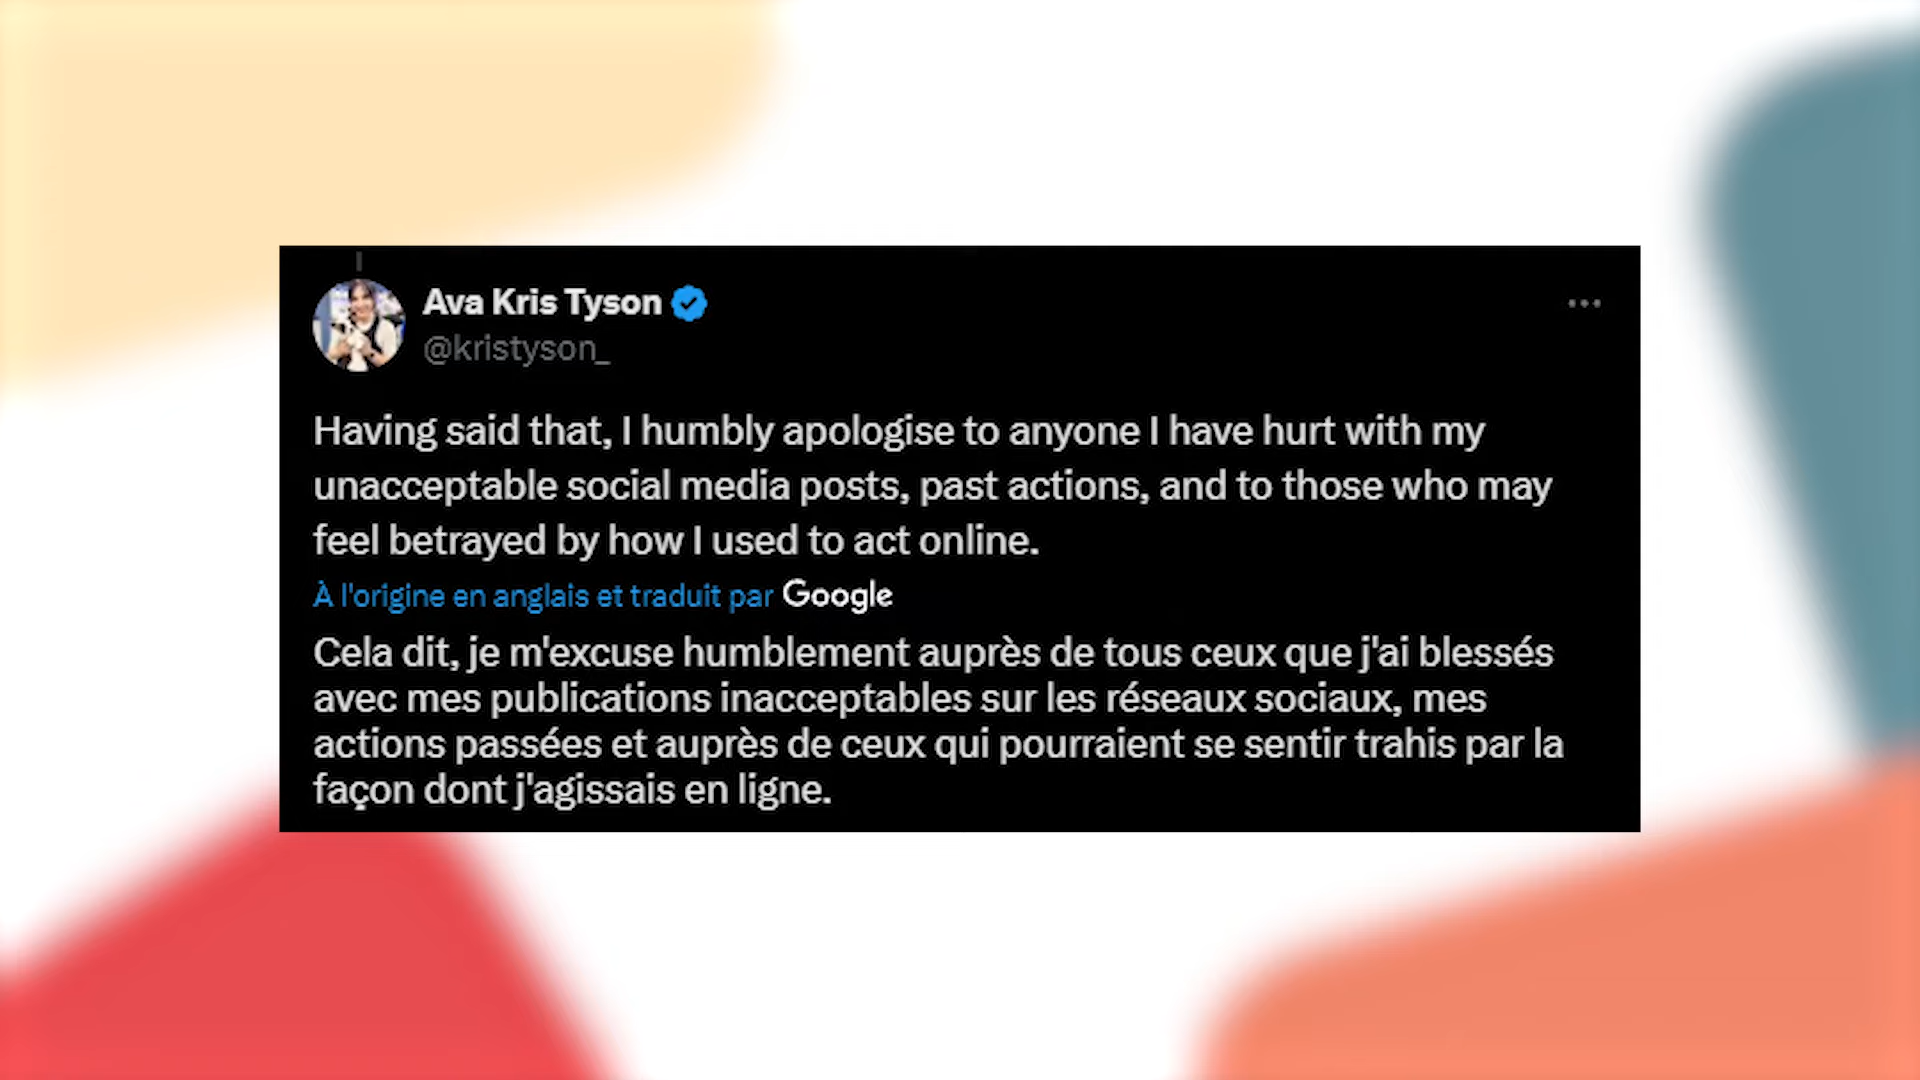 Ava Kris Tyson
@kristyson_
Having said that, I humbly apologise to anyone I have hurt with my
unacceptable social media posts, past actions, and to those who may
feel betrayed by how I used to act online.
À l'origine en anglais et traduit par Google
Cela dit, je m'excuse humblement auprès de tous ceux que j'ai blessés
avec mes publications inacceptables sur les réseaux sociaux, mes
actions passées et auprès de ceux qui pourraient se sentir trahis par la
façon dont j'agissais en ligne.